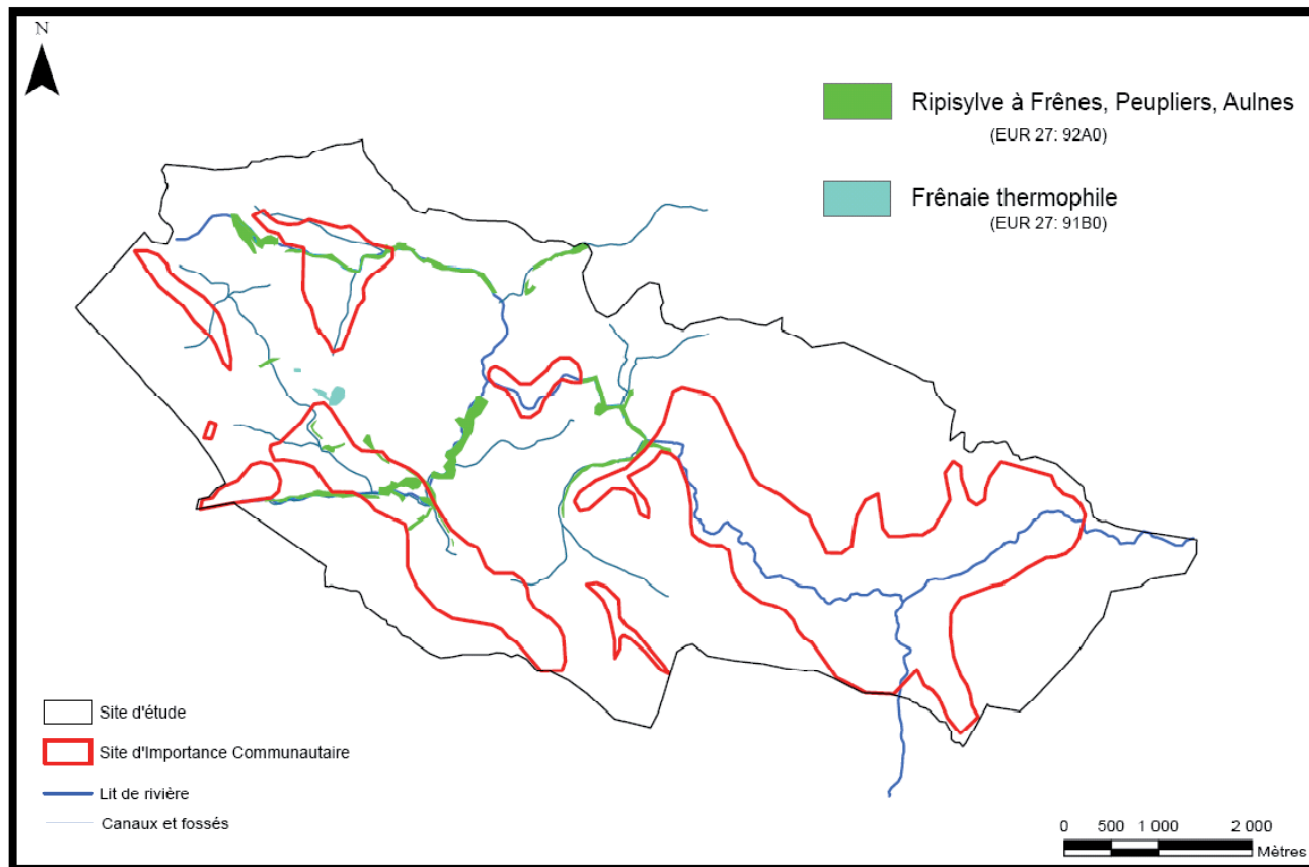 N
Ripisylve à Frênes, Peupliers, Aulnes
(EUR 27: 92A0)
Frênaie thermophile
(EUR 27: 91B0)
Site d'étude
Site d'Importance Communautaire
Lit de rivière
Canaux et fossés
0 500 1 000 2 000
Mètres